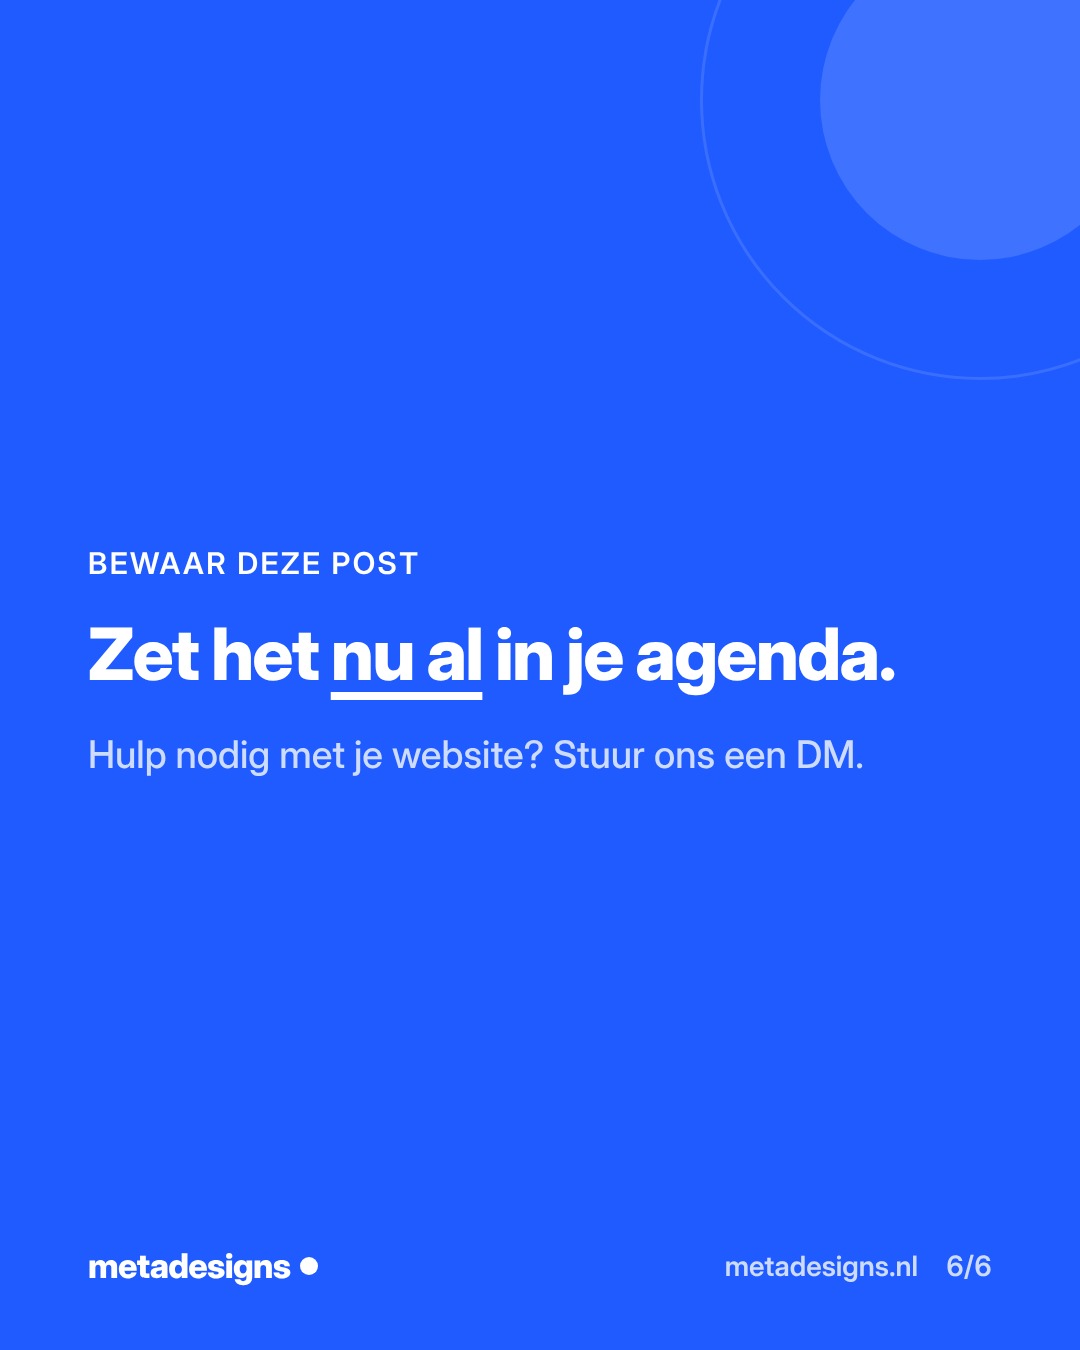 BEWAAR DEZE POST
Zet het nu al in je agenda.
Hulp nodig met je website? Stuur ons een DM.
metadesigns
metadesigns.nl 6/6